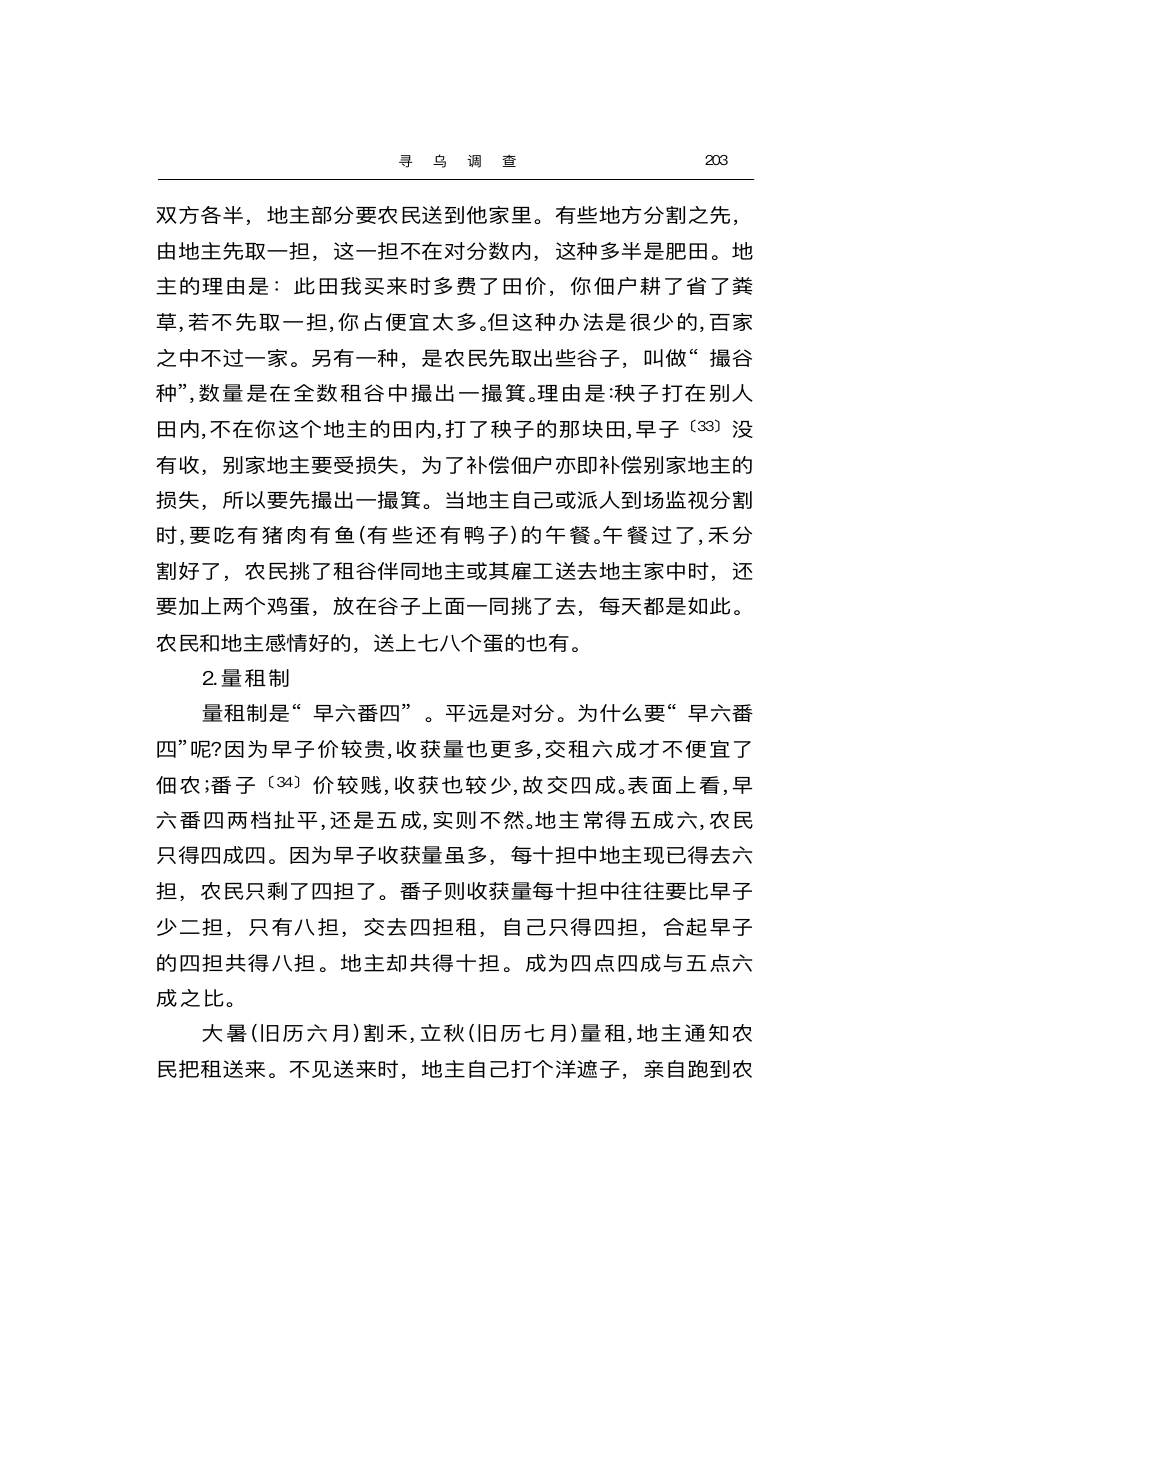 寻乌调查 203
双方各半，地主部分要农民送到他家里。有些地方分割之先，
由地主先取一担，这一担不在对分数内，这种多半是肥田。地
主的理由是：此田我买来时多费了田价，你佃户耕了省了粪
草，若不先取一担，你占便宜太多。但这种办法是很少的，百家
之中不过一家。另有一种，是农民先取出些谷子，叫做“撮谷
种”，数量是在全数租谷中撮出一撮箕。理由是：秧子打在别人
田内，不在你这个地主的田内，打了秧子的那块田，早子〔33〕没
有收，别家地主要受损失，为了补偿佃户亦即补偿别家地主的
损失，所以要先撮出一撮箕。当地主自己或派人到场监视分割
时，要吃有猪肉有鱼(有些还有鸭子)的午餐。午餐过了，禾分
割好了，农民挑了租谷伴同地主或其雇工送去地主家中时，还
要加上两个鸡蛋，放在谷子上面一同挑了去，每天都是如此。
农民和地主感情好的，送上七八个蛋的也有。
2.量租制
量租制是“早六番四”。平远是对分。为什么要“早六番
四”呢?因为早子价较贵，收获量也更多，交租六成才不便宜了
佃农；番子〔34〕价较贱，收获也较少，故交四成。表面上看，早
六番四两档扯平，还是五成，实则不然。地主常得五成六，农民
只得四成四。因为早子收获量虽多，每十担中地主现已得去六
担，农民只剩了四担了。番子则收获量每十担中往往要比早子
少二担，只有八担，交去四担租，自己只得四担，合起早子
的四担共得八担。地主却共得十担。成为四点四成与五点六
成之比。
大暑(旧历六月)割禾，立秋(旧历七月)量租，地主通知农
民把租送来。不见送来时，地主自己打个洋遮子，亲自跑到农